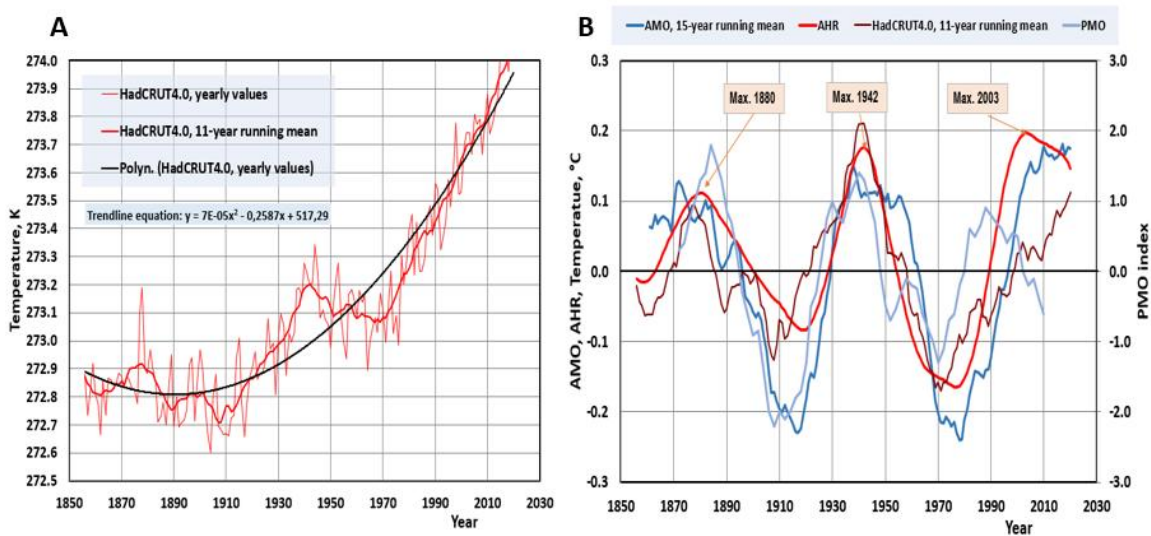 A
HadCRUT4.0, yearly values
HadCRUT4.0, 11-year running mean
Polyn. (HadCRUT4.0, yearly values)
Trendline equation: y = 7E-05x² - 0,2587x + 517,29
Temperature, K
274.0
273.9
273.8
273.7
273.6
273.5
273.4
273.3
273.2
273.1
273.0
272.9
272.8
272.7
272.6
272.5
1850 1870 1890 1910 1930 1950 1970 1990 2010 2030
Year
B
AMO, 15-year running mean AHR HadCRUT4.0, 11-year running mean PMO
Max. 1880 Max. 1942 Max. 2003
AMO, AHR, Temperatue, °C
0.3
0.2
0.1
0.0
-0.1
-0.2
-0.3
3.0
2.0
1.0
0.0
-1.0
-2.0
-3.0
PMO index
1850 1870 1890 1910 1930 1950 1970 1990 2010 2030
Year